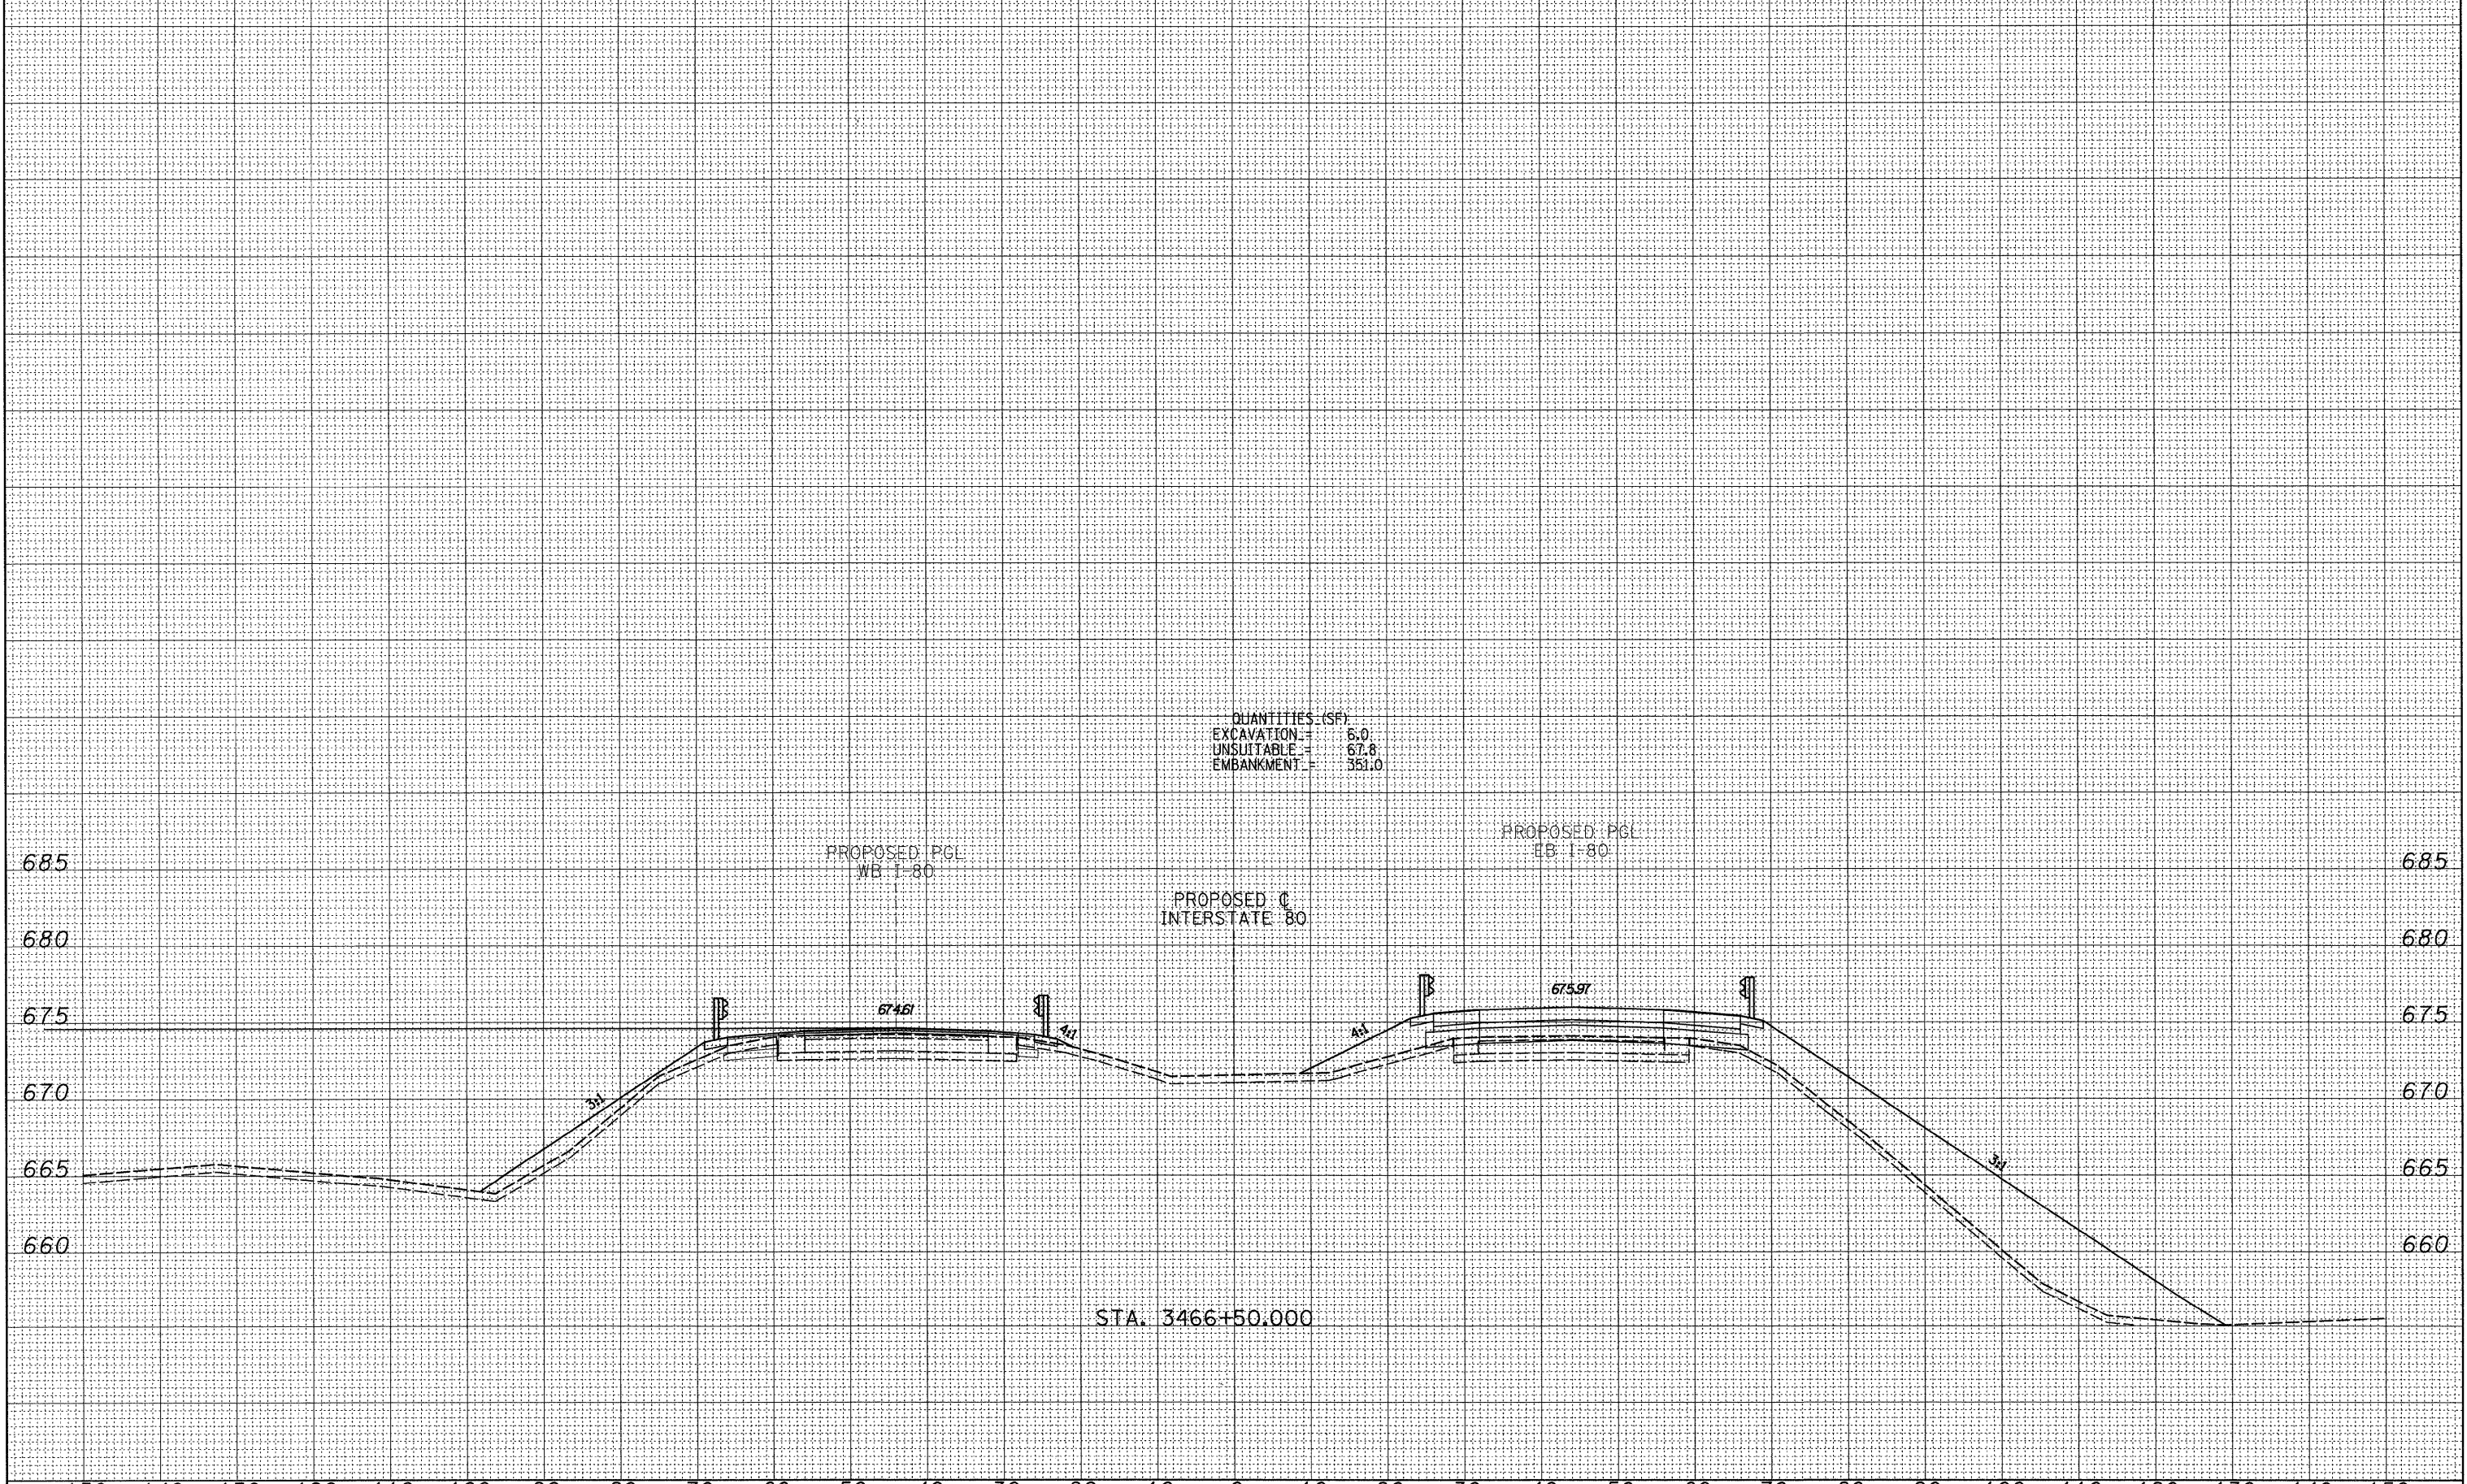 QUANTITIES (SF)
EXCAVATION = 6.0
UNSUITABLE = 67.8
EMBANKMENT = 351.0
PROPOSED PGL
EB I-80
PROPOSED PGL
WB I-80
685 685
PROPOSED ℄
INTERSTATE 80
680 680
675.97
674.61
675 675
4:1 4:1
670 670
3:1
665 3:1 665
660 660
STA. 3466+50.000